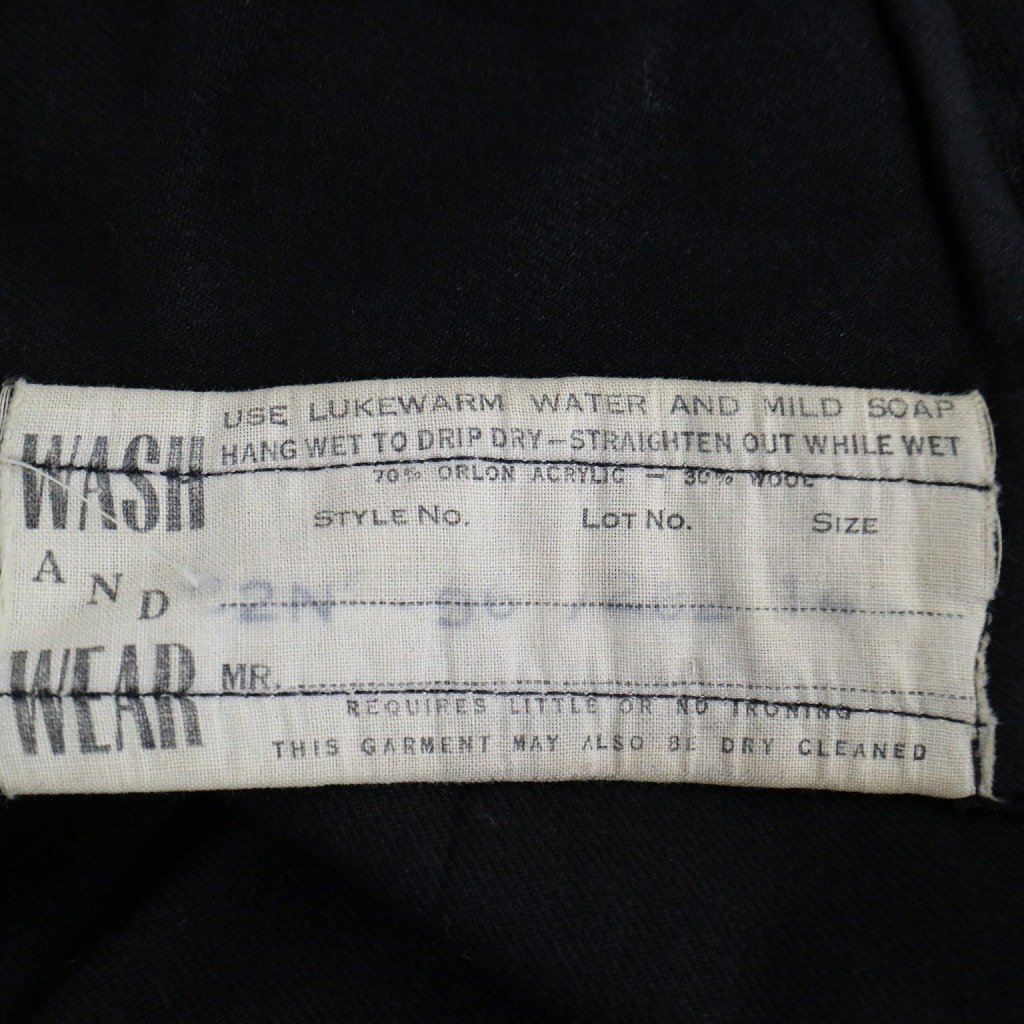 WASH
AND
WEAR
USE LUKEWARM WATER AND MILD SOAP
HANG WET TO DRIP DRY—STRAIGHTEN OUT WHILE WET
70% ORLON ACRYLIC — 30% WOOL
STYLE NO. LOT NO. SIZE
MR.
REQUIRES LITTLE OR NO IRONING
THIS GARMENT MAY ALSO BE DRY CLEANED